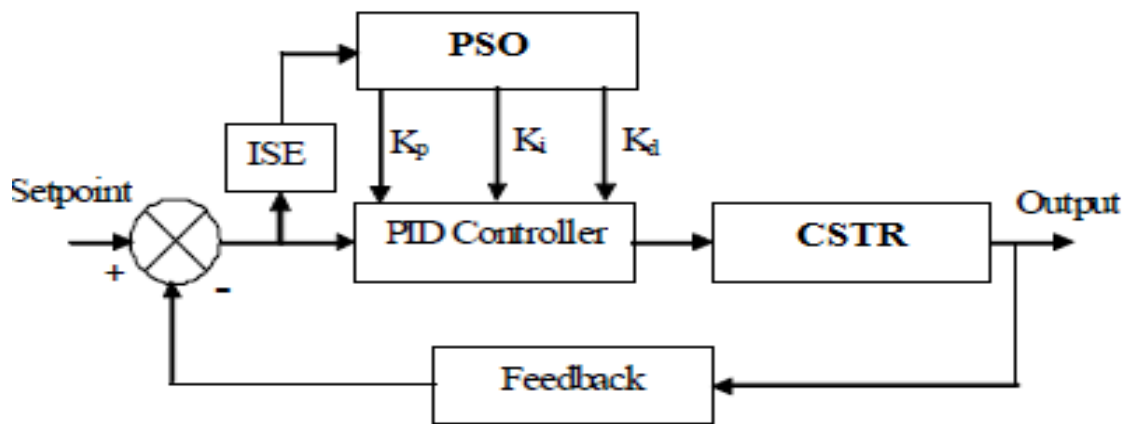 PSO
ISE
Kp
Ki
Kd
Setpoint
PID Controller
CSTR
Output
+
-
Feedback